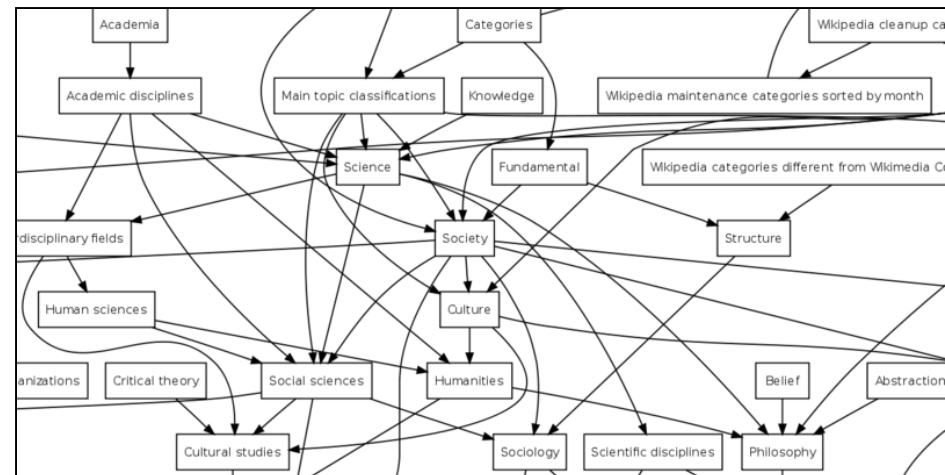 Academia
Categories
Wikipedia cleanup ca
Academic disciplines
Main topic classifications
Knowledge
Wikipedia maintenance categories sorted by month
Science
Fundamental
Wikipedia categories different from Wikimedia Co
rdisciplinary fields
Society
Structure
Human sciences
Culture
anizations
Critical theory
Social sciences
Humanities
Belief
Abstraction
Cultural studies
Sociology
Scientific disciplines
Philosophy